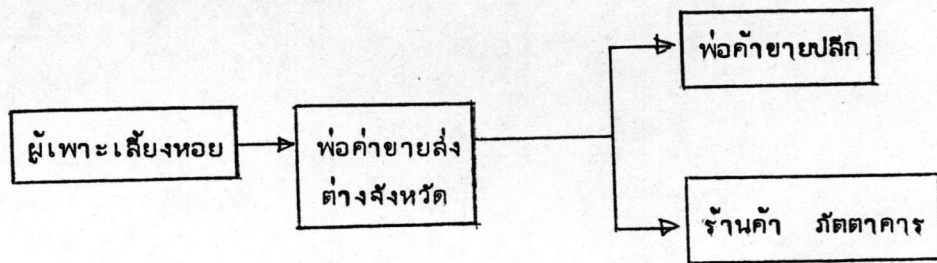 พ่อค้าขายปลีก
ผู้เพาะเลี้ยงหอย
พ่อค่าขายส่ง
ต่างจังหวัด
ร้านค้า ภัตตาคาร